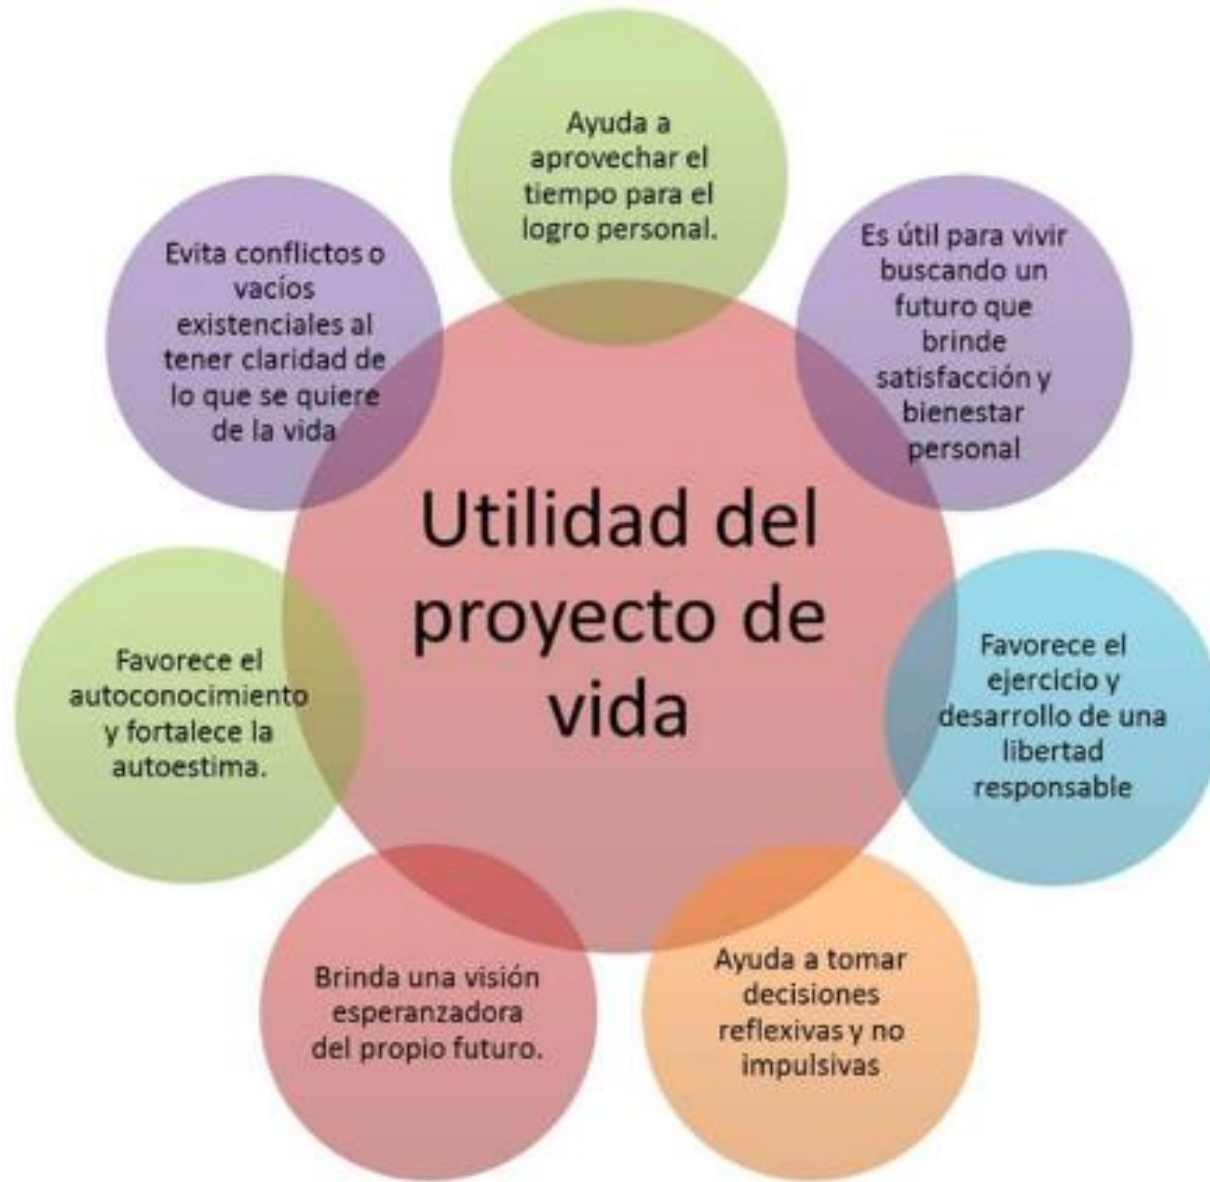 Utilidad del
proyecto de
vida
Ayuda a
aprovechar el
tiempo para el
logro personal.
Es útil para vivir
buscando un
futuro que
brinde
satisfacción y
bienestar
personal
Favorece el
ejercicio y
desarrollo de una
libertad
responsable
Ayuda a tomar
decisiones
reflexivas y no
impulsivas
Brinda una visión
esperanzadora
del propio futuro.
Favorece el
autoconocimiento
y fortalece la
autoestima.
Evita conflictos o
vacíos
existenciales al
tener claridad de
lo que se quiere
de la vida